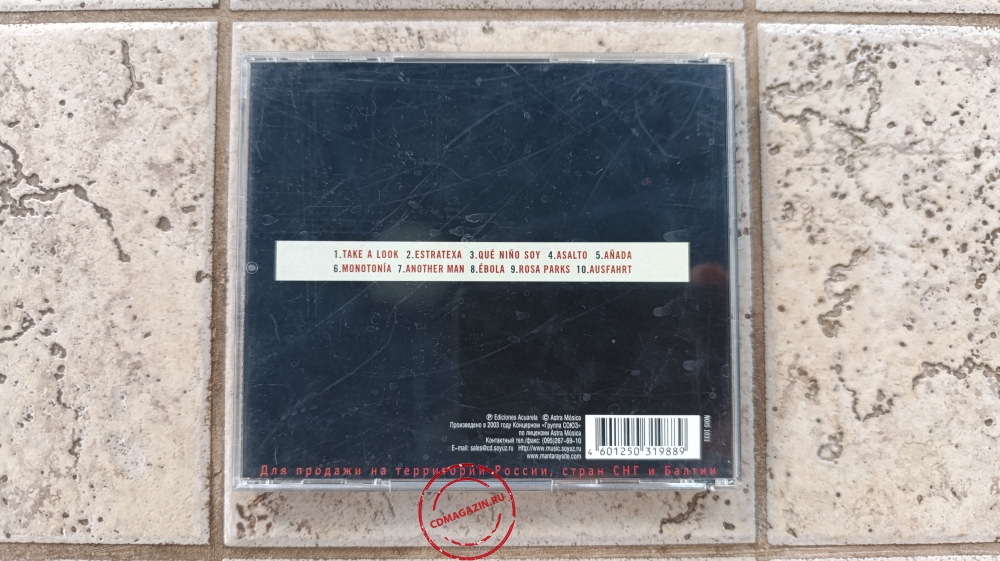 1.TAKE A LOOK 2.ESTRATEXA 3.QUÉ NIÑO SOY 4.ASALTO 5.AÑADA
6.MONOTONÍA 7.ANOTHER MAN 8.ÉBOLA 9.ROSA PARKS 10.AUSFAHRT
℗ Ediciones Acuarela © Astra Música
Произведено в 2003 году Концерном «Группа СОЮЗ»
по лицензии Astra Música
Контактный тел./факс: (095)267-69-10
E-mail: sales@cd.soyuz.ru Http://www.music.soyuz.ru
www.mantaraysite.com
4 601250 319889
Для продажи на территории России, стран СНГ и Балтии
CDMAGAZIN.RU